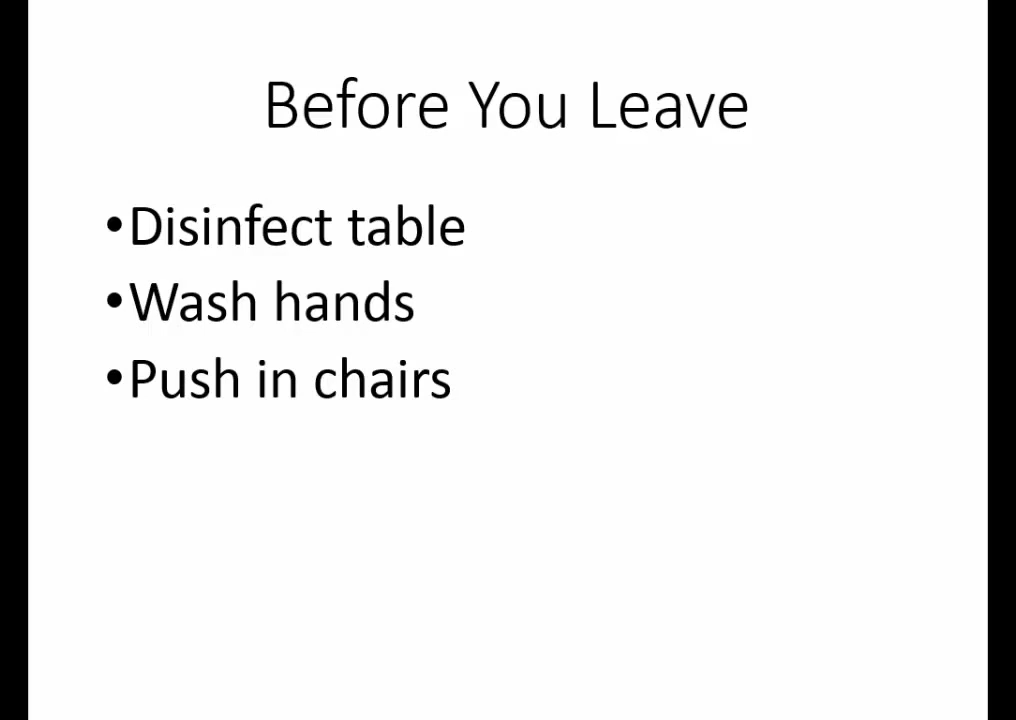 Before You Leave
•Disinfect table
•Wash hands
•Push in chairs